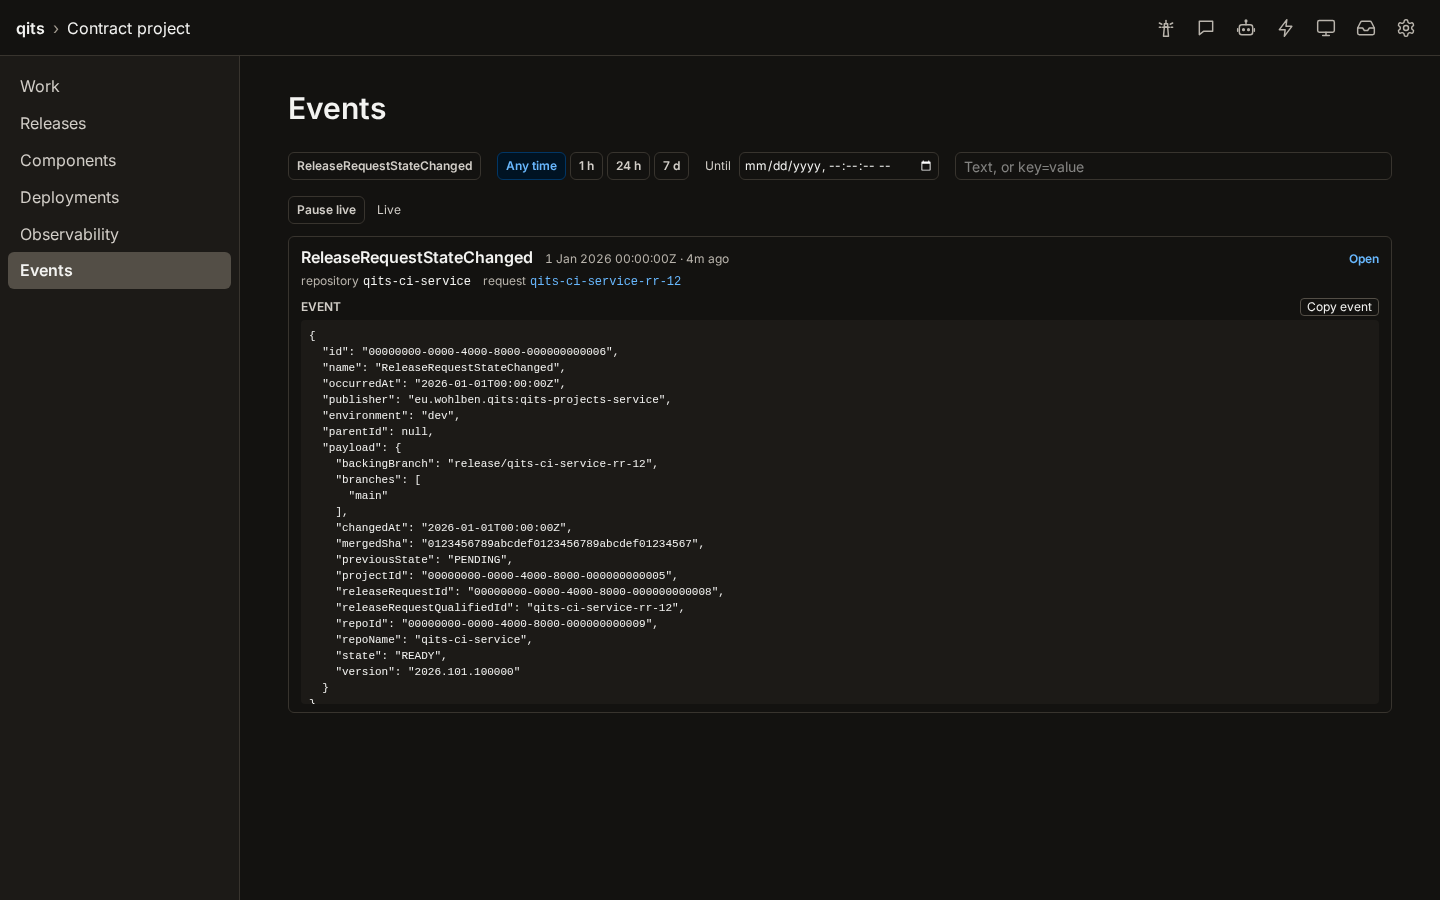 qits › Contract project
Work
Releases
Components
Deployments
Observability
Events
Events
ReleaseRequestStateChanged Any time 1 h 24 h 7 d Until mm/dd/yyyy, --:--:-- -- Text, or key=value
Pause live Live
ReleaseRequestStateChanged 1 Jan 2026 00:00:00Z · 4m ago Open
repository qits-ci-service request qits-ci-service-rr-12
EVENT Copy event
{
  "id": "00000000-0000-4000-8000-000000000006",
  "name": "ReleaseRequestStateChanged",
  "occurredAt": "2026-01-01T00:00:00Z",
  "publisher": "eu.wohlben.qits:qits-projects-service",
  "environment": "dev",
  "parentId": null,
  "payload": {
    "backingBranch": "release/qits-ci-service-rr-12",
    "branches": [
      "main"
    ],
    "changedAt": "2026-01-01T00:00:00Z",
    "mergedSha": "0123456789abcdef0123456789abcdef01234567",
    "previousState": "PENDING",
    "projectId": "00000000-0000-4000-8000-000000000005",
    "releaseRequestId": "00000000-0000-4000-8000-000000000008",
    "releaseRequestQualifiedId": "qits-ci-service-rr-12",
    "repoId": "00000000-0000-4000-8000-000000000009",
    "repoName": "qits-ci-service",
    "state": "READY",
    "version": "2026.101.100000"
  }
}